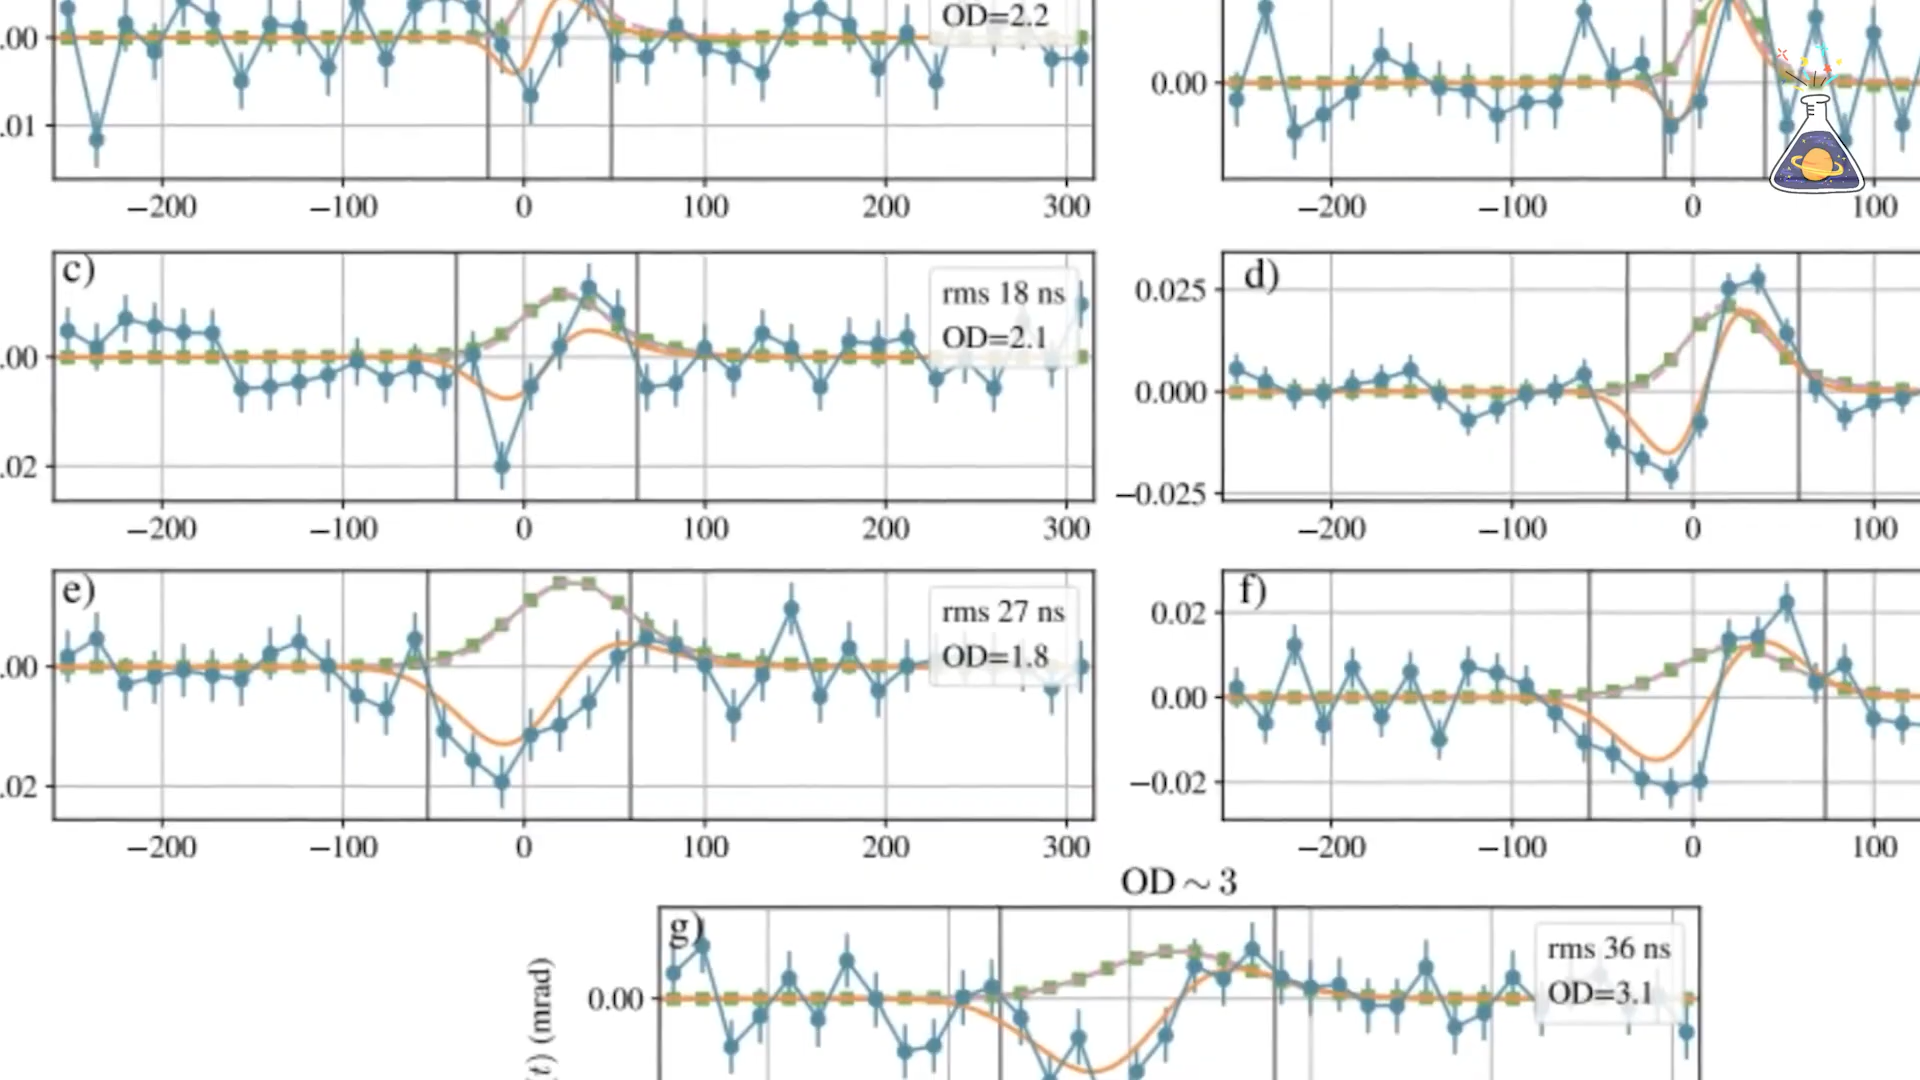 .00
OD=2.2
.01
−200 −100 0 100 200 300
0.00
−200 −100 0 100
c)
rms 18 ns
OD=2.1
.00
.02
−200 −100 0 100 200 300
d)
0.025
0.000
−0.025
−200 −100 0 100
e)
rms 27 ns
OD=1.8
.00
.02
−200 −100 0 100 200 300
f)
0.02
0.00
−0.02
−200 −100 0 100
OD ~ 3
g)
rms 36 ns
OD=3.1
0.00
(t) (mrad)